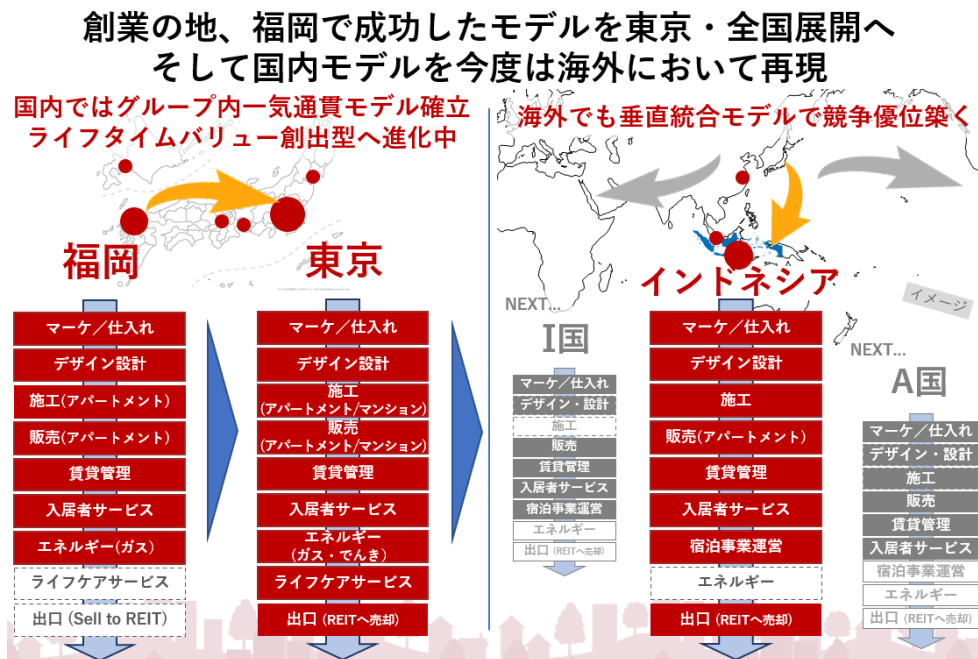 創業の地、福岡で成功したモデルを東京・全国展開へ
そして国内モデルを今度は海外において再現
国内ではグループ内一気通貫モデル確立
ライフタイムバリュー創出型へ進化中
福岡
東京
マーケ／仕入れ
デザイン設計
施工(アパートメント)
販売(アパートメント)
賃貸管理
入居者サービス
エネルギー(ガス)
ライフケアサービス
出口 (Sell to REIT)
マーケ／仕入れ
デザイン設計
施工
(アパートメント/マンション)
販売
(アパートメント/マンション)
賃貸管理
入居者サービス
エネルギー
(ガス・でんき)
ライフケアサービス
出口 (REITへ売却)
海外でも垂直統合モデルで競争優位築く
インドネシア
イメージ
NEXT...
I国
マーケ／仕入れ
デザイン・設計
施工
販売
賃貸管理
入居者サービス
宿泊事業運営
エネルギー
出口 (REITへ売却)
マーケ／仕入れ
デザイン設計
施工
販売(アパートメント)
賃貸管理
入居者サービス
宿泊事業運営
エネルギー
出口 (REITへ売却)
NEXT...
A国
マーケ／仕入れ
デザイン・設計
施工
販売
賃貸管理
入居者サービス
宿泊事業運営
エネルギー
出口 (REITへ売却)